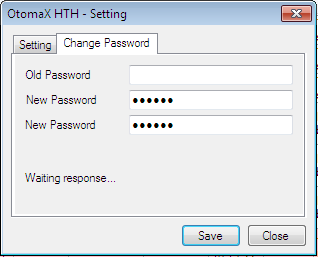 OtomaX HTH - Setting
Setting Change Password
Old Password
New Password ●●●●●●
New Password ●●●●●●
Waiting response...
Save Close